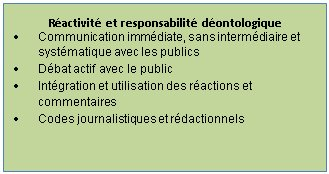 Réactivité et responsabilité déontologique
• Communication immédiate, sans intermédiaire et
systématique avec les publics
• Débat actif avec le public
• Intégration et utilisation des réactions et
commentaires
• Codes journalistiques et rédactionnels